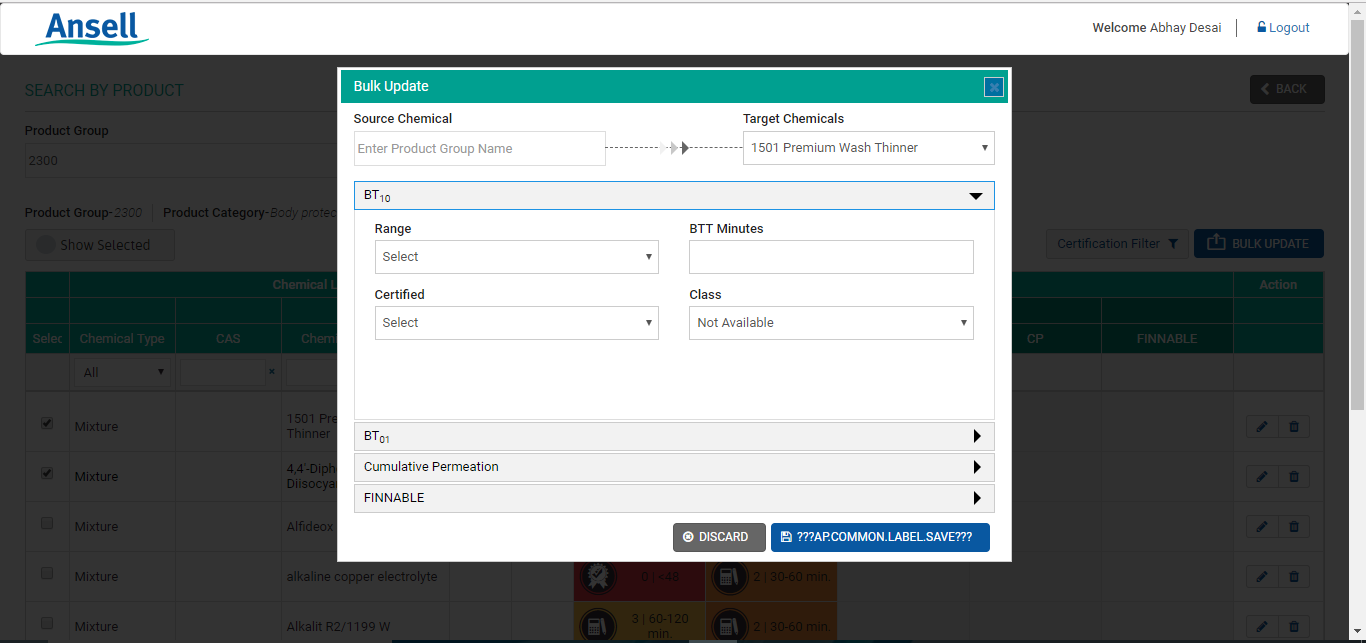 Ansell
Welcome Abhay Desai
Logout
SEARCH BY PRODUCT
BACK
Product Group
2300
Product Group-2300 Product Category-Body protec
Show Selected
Certification Filter
BULK UPDATE
Bulk Update
Source Chemical
Target Chemicals
Enter Product Group Name
1501 Premium Wash Thinner
BT10
Range
BTT Minutes
Select
Certified
Class
Select
Not Available
BT01
Cumulative Permeation
FINNABLE
DISCARD
???AP.COMMON.LABEL.SAVE???
Chemical L
Action
Selec
Chemical Type
CAS
Chemi
CP
FINNABLE
All
×
Mixture
1501 Pre
Thinner
Mixture
4,4'-Diph
Diisocya
Mixture
Alfideox
Mixture
alkaline copper electrolyte
0 | <48
2 | 30-60 min.
Mixture
Alkalit R2/1199 W
3 | 60-120
min.
2 | 30-60 min.